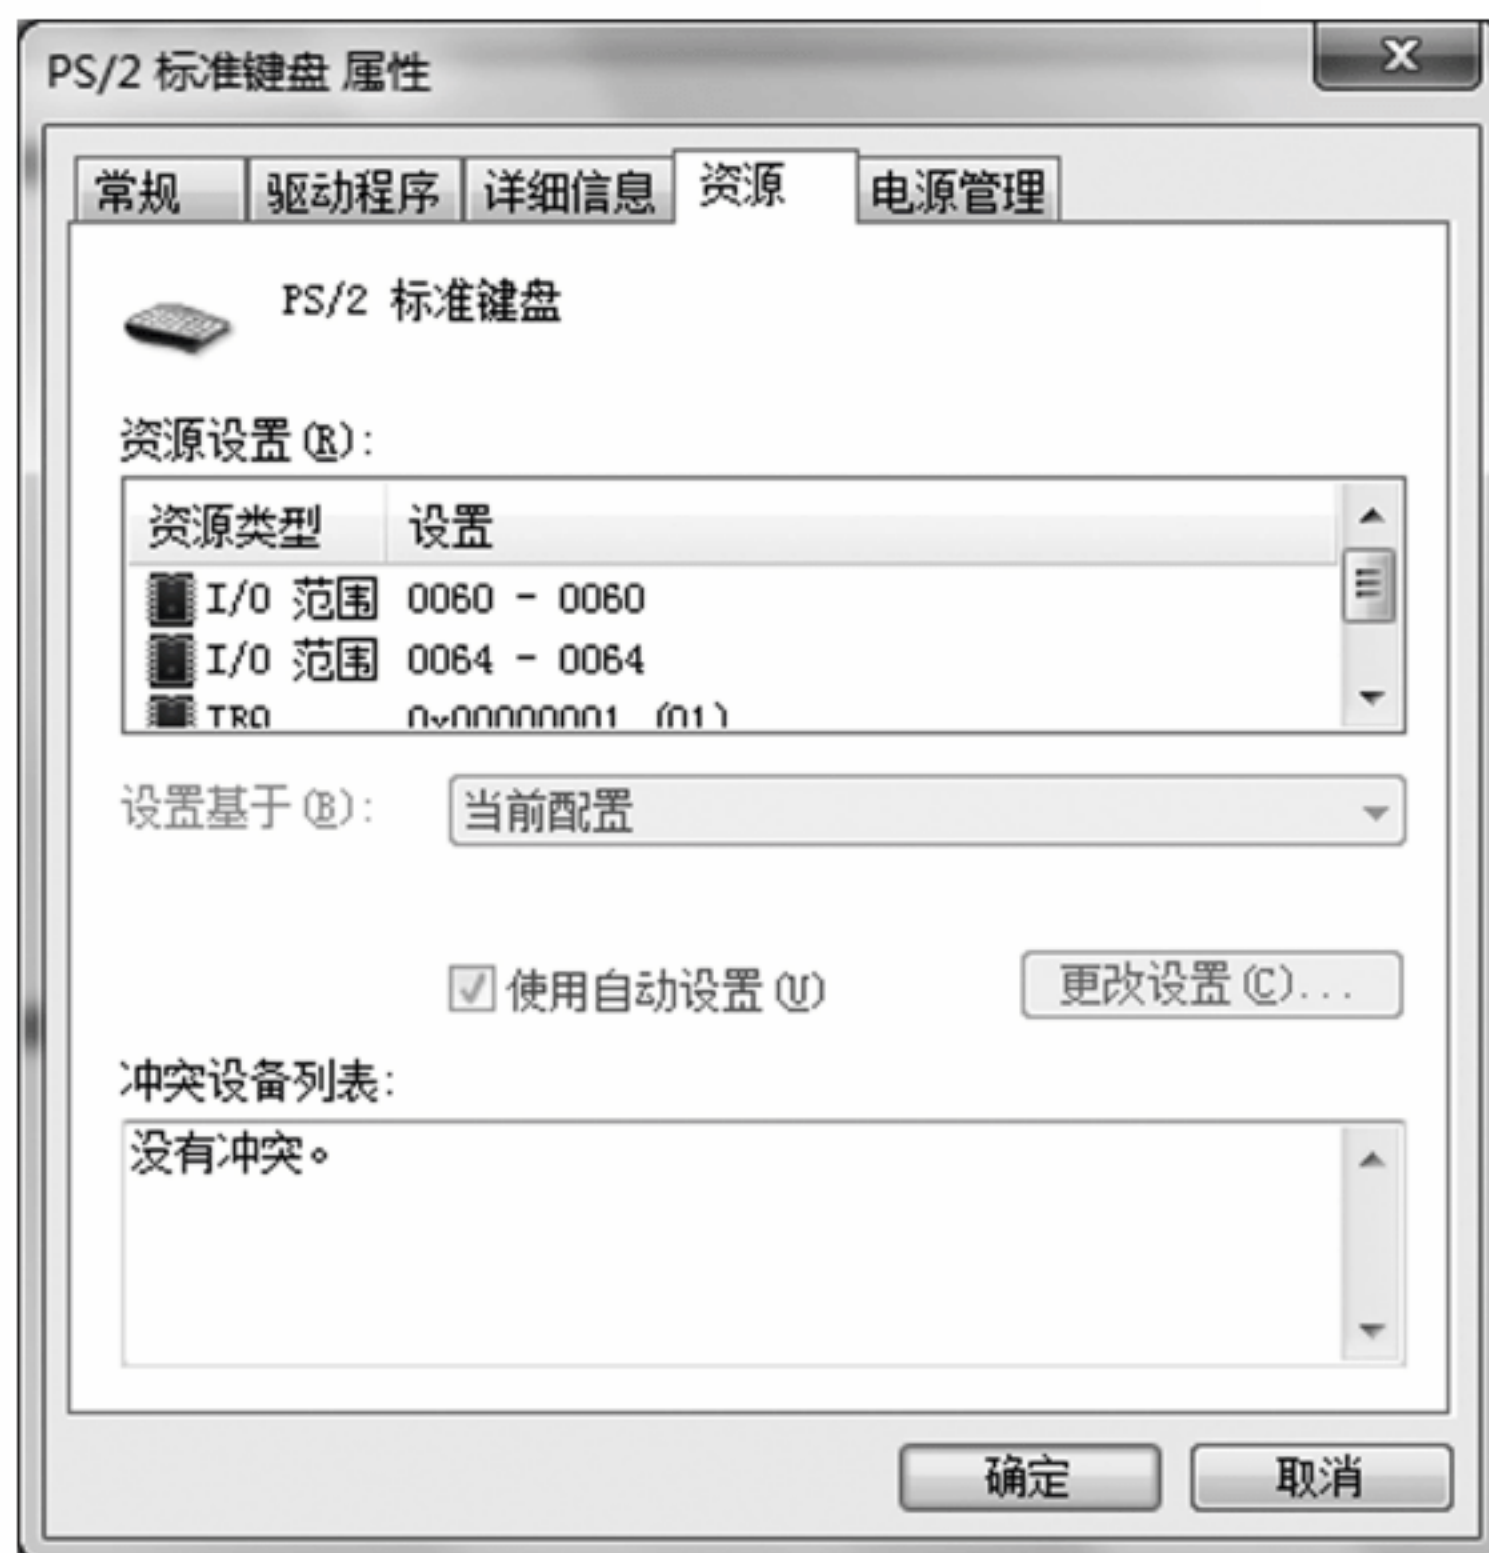 PS/2 标准键盘 属性
常规 驱动程序 详细信息 资源 电源管理
PS/2 标准键盘
资源设置(R):
资源类型 设置
I/O 范围 0060 - 0060
I/O 范围 0064 - 0064
IRQ 0x00000001 (01)
设置基于(B): 当前配置
使用自动设置(U) 更改设置(C)...
冲突设备列表:
没有冲突。
确定 取消